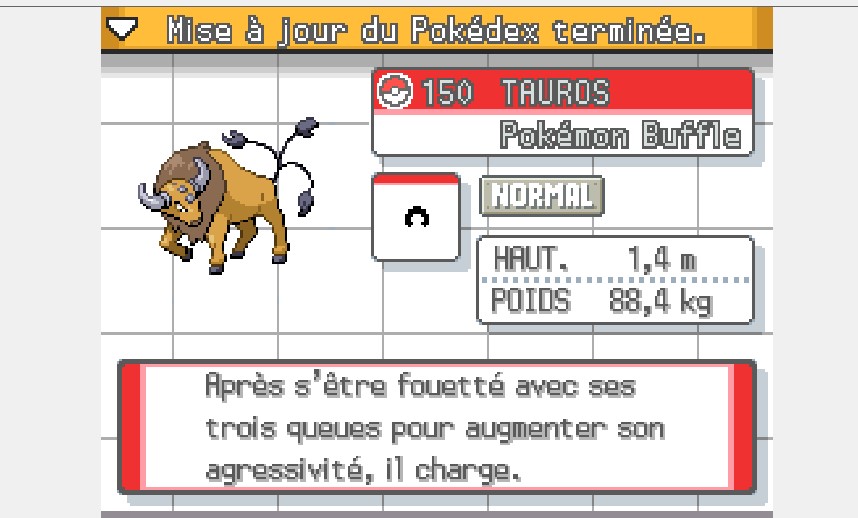 Mise à jour du Pokédex terminée.
150 TAUROS
Pokémon Buffle
NORMAL
HAUT. 1,4 m
POIDS 88,4 kg
Après s'être fouetté avec ses
trois queues pour augmenter son
agressivité, il charge.